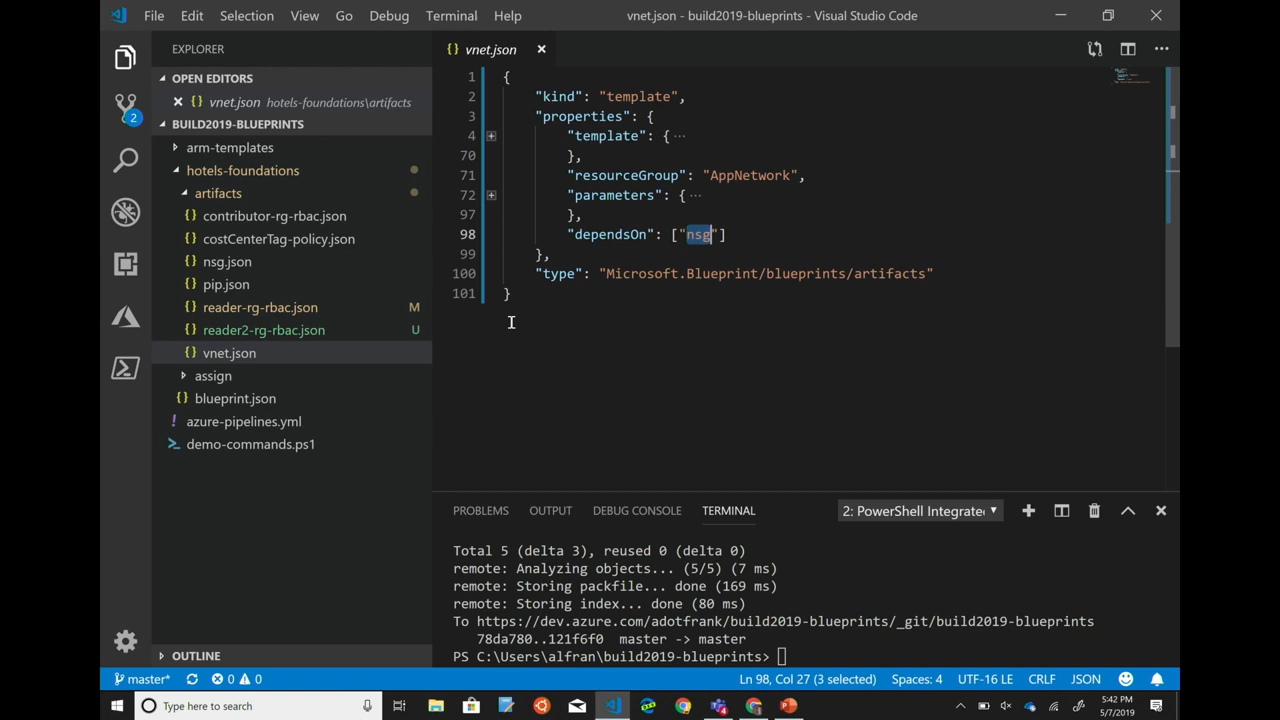 File Edit Selection View Go Debug Terminal Help
vnet.json - build2019-blueprints - Visual Studio Code
EXPLORER
OPEN EDITORS
{} vnet.json hotels-foundations\artifacts
2
BUILD2019-BLUEPRINTS
arm-templates
hotels-foundations
artifacts
{} contributor-rg-rbac.json
{} costCenterTag-policy.json
{} nsg.json
{} pip.json
{} reader-rg-rbac.json M
{} reader2-rg-rbac.json U
{} vnet.json
assign
{} blueprint.json
! azure-pipelines.yml
demo-commands.ps1
OUTLINE
{} vnet.json
1 {
2 "kind": "template",
3 "properties": {
4 "template": { ...
70 },
71 "resourceGroup": "AppNetwork",
72 "parameters": { ...
97 },
98 "dependsOn": ["nsg"]
99 },
100 "type": "Microsoft.Blueprint/blueprints/artifacts"
101 }
PROBLEMS OUTPUT DEBUG CONSOLE TERMINAL
2: PowerShell Integrate
Total 5 (delta 3), reused 0 (delta 0)
remote: Analyzing objects... (5/5) (7 ms)
remote: Storing packfile... done (169 ms)
remote: Storing index... done (80 ms)
To https://dev.azure.com/adotfrank/build2019-blueprints/_git/build2019-blueprints
78da780..121f6f0 master -> master
PS C:\Users\alfran\build2019-blueprints>
master* 0 0
Ln 98, Col 27 (3 selected) Spaces: 4 UTF-16 LE CRLF JSON
Type here to search
5:42 PM
5/7/2019